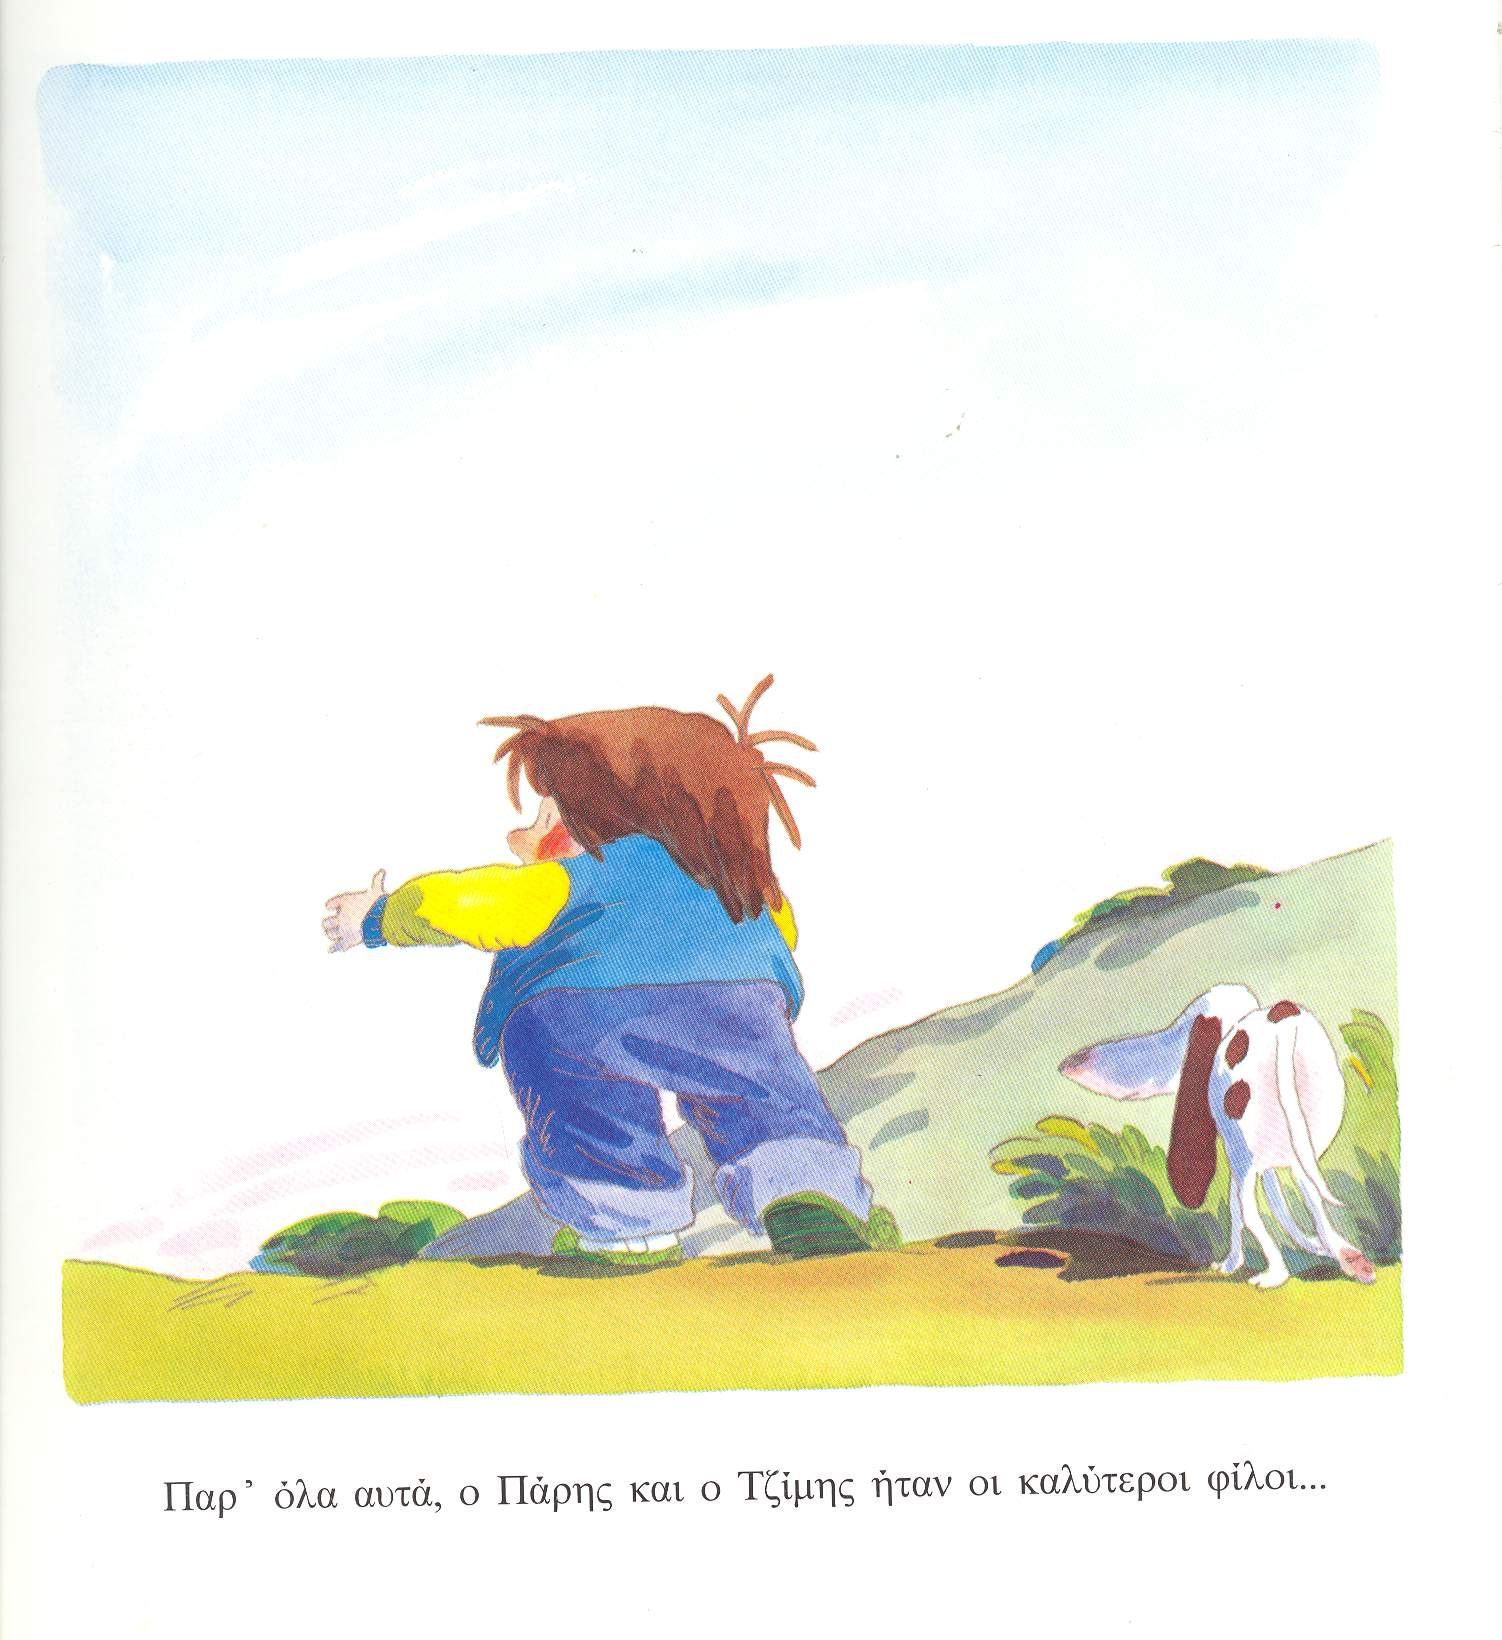 Παρ’ όλα αυτά, ο Πάρης και ο Τζίμης ήταν οι καλύτεροι φίλοι...